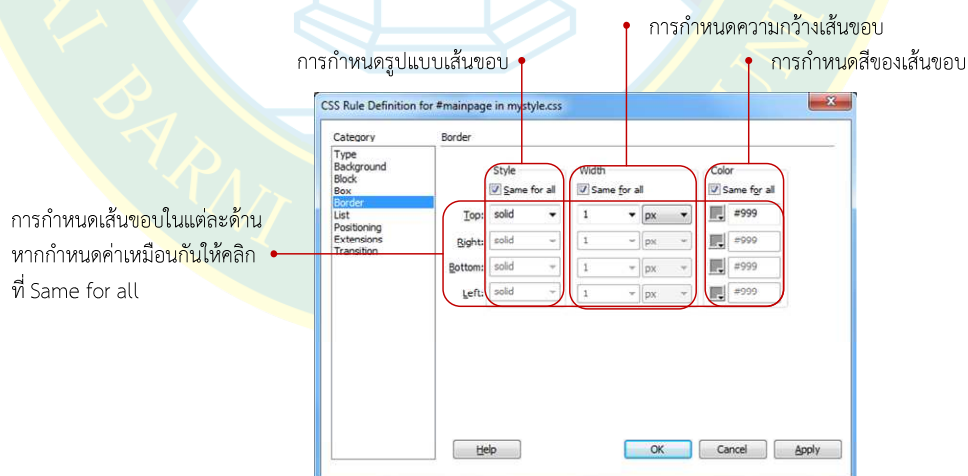 การกำหนดความกว้างเส้นขอบ
การกำหนดรูปแบบเส้นขอบ
การกำหนดสีของเส้นขอบ
CSS Rule Definition for #mainpage in mystyle.css
Category
Border
Type
Background
Block
Box
Border
List
Positioning
Extensions
Transition
Style
Width
Color
Same for all
Same for all
Same for all
Top: solid 1 px #999
Right: solid 1 px #999
Bottom: solid 1 px #999
Left: solid 1 px #999
การกำหนดเส้นขอบในแต่ละด้าน
หากกำหนดค่าเหมือนกันให้คลิก
ที่ Same for all
Help
OK
Cancel
Apply
BARNI